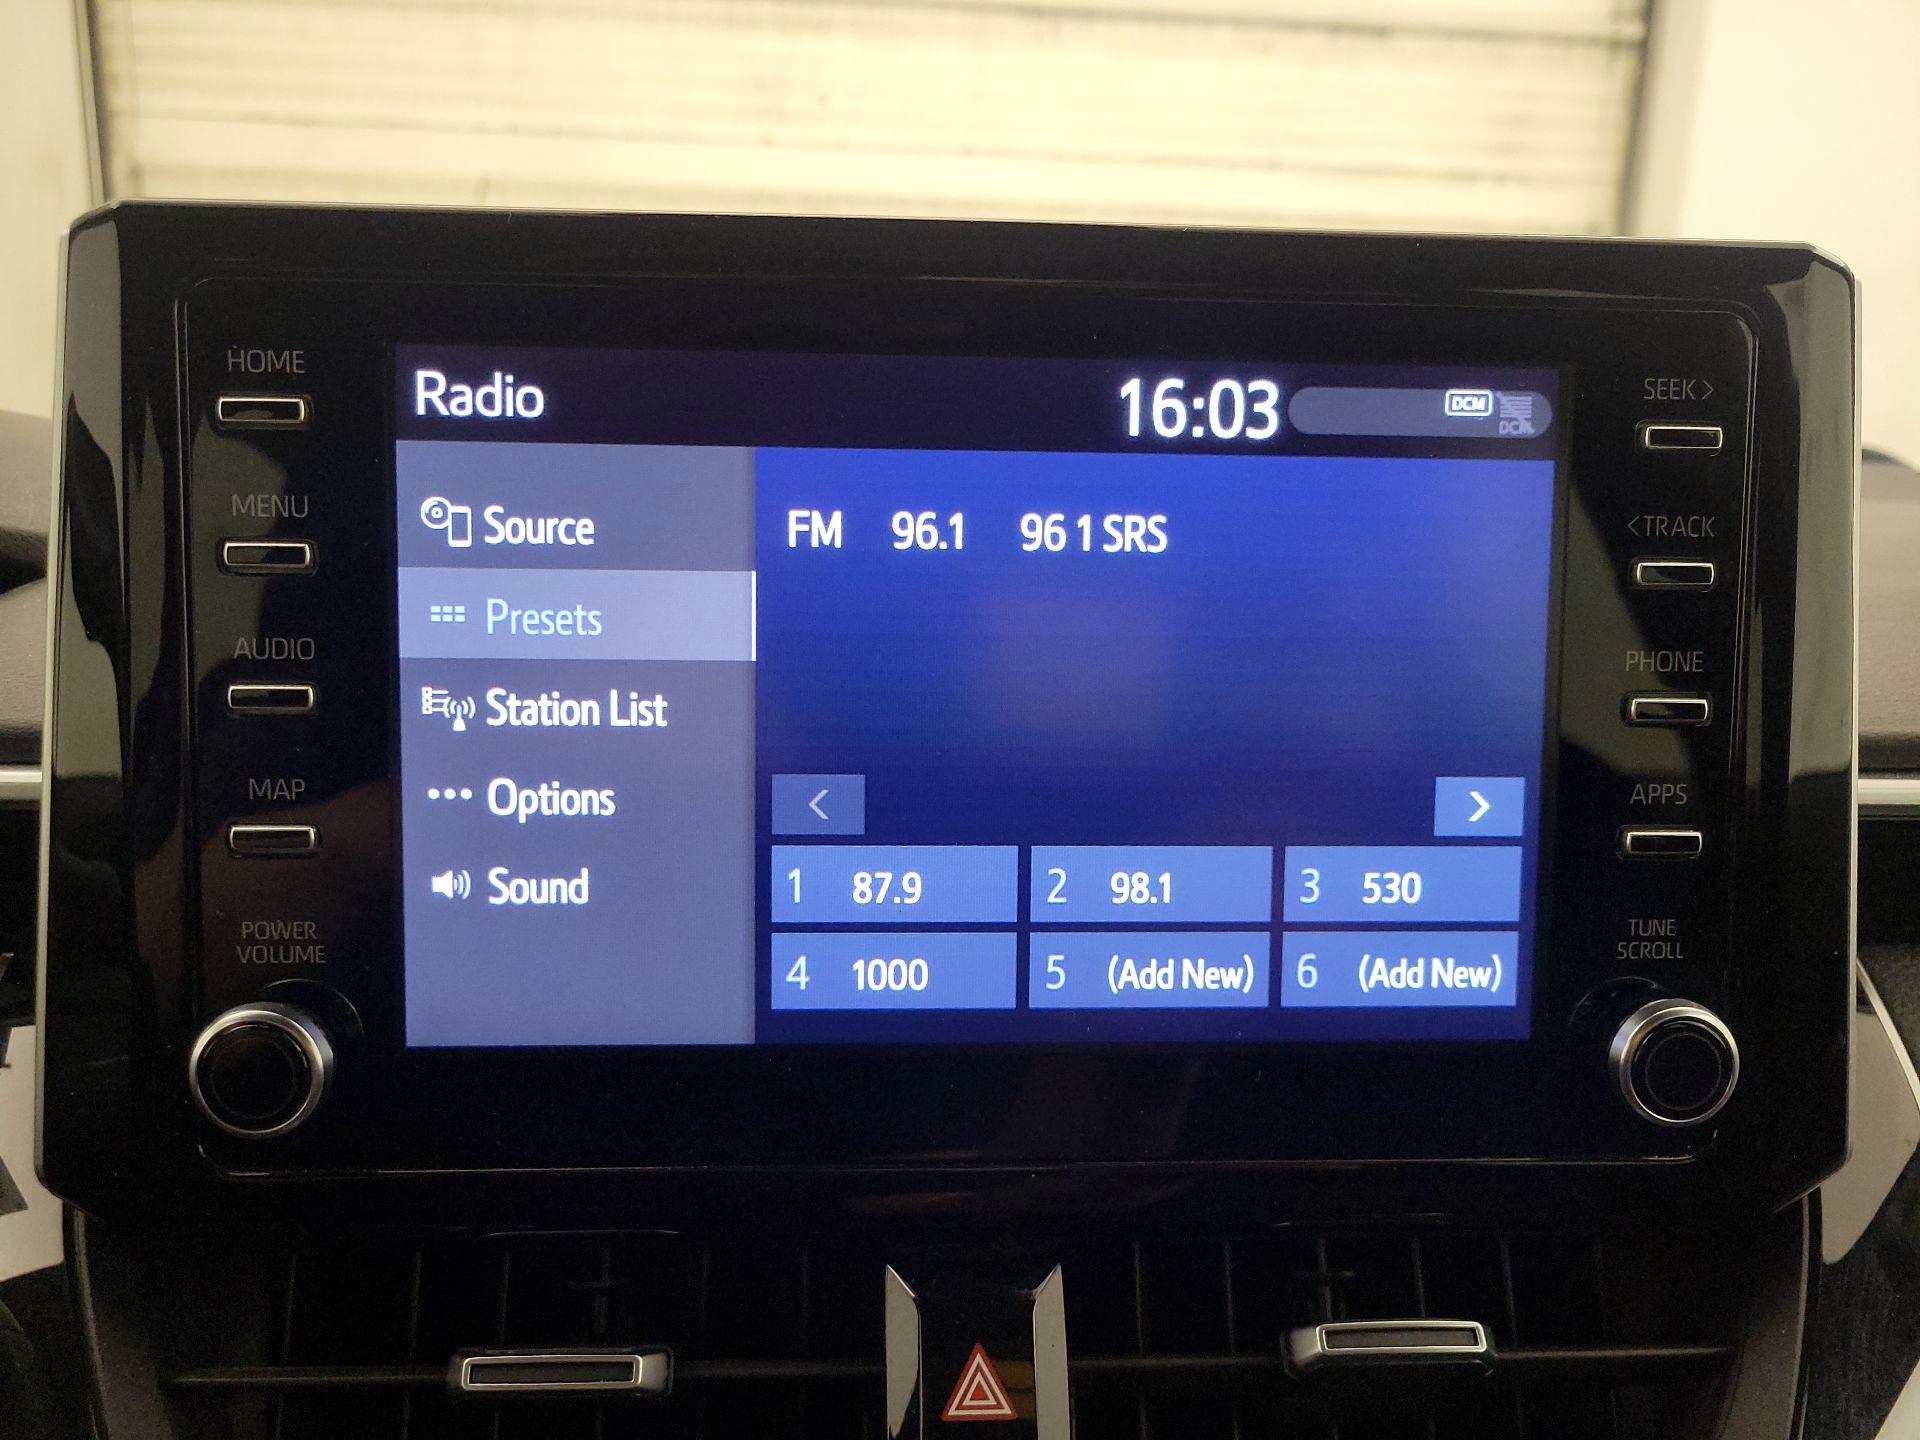 HOME
MENU
AUDIO
MAP
POWER
VOLUME
Radio
16:03
DCM
DCM
Source
Presets
Station List
Options
Sound
FM 96.1 96 1 SRS
<
>
1 87.9
2 98.1
3 530
4 1000
5 (Add New)
6 (Add New)
SEEK >
< TRACK
PHONE
APPS
TUNE
SCROLL